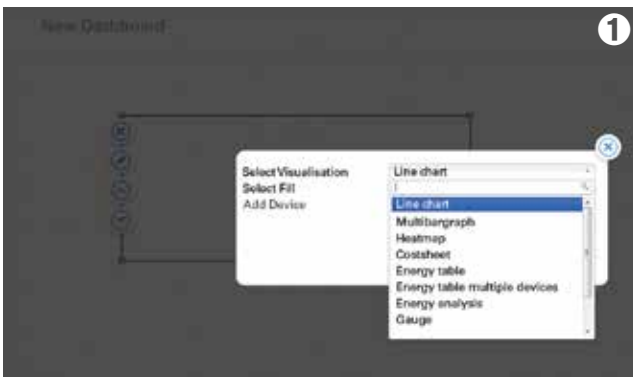 New Dashboard
1
Select Visualisation
Line chart
Select Fill
Add Device
Line chart
Multibargraph
Heatmap
Costsheet
Energy table
Energy table multiple devices
Energy analysis
Gauge